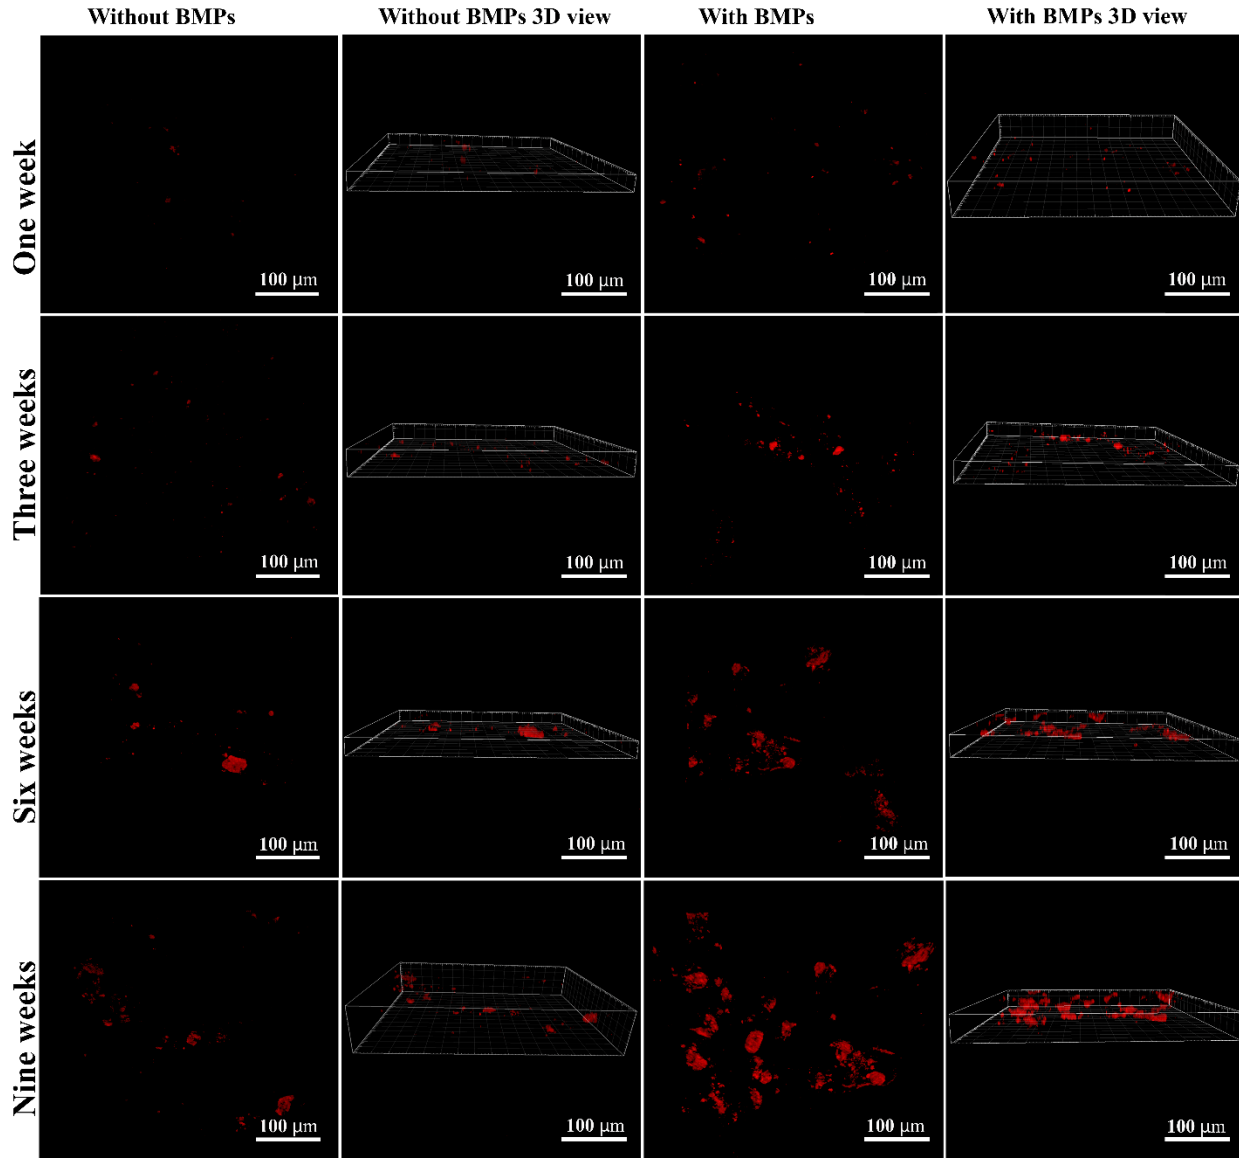 Without BMPs
Without BMPs 3D view
With BMPs
With BMPs 3D view
One week
100 μm
100 μm
100 μm
100 μm
Three weeks
100 μm
100 μm
100 μm
100 μm
Six weeks
100 μm
100 μm
100 μm
100 μm
Nine weeks
100 μm
100 μm
100 μm
100 μm